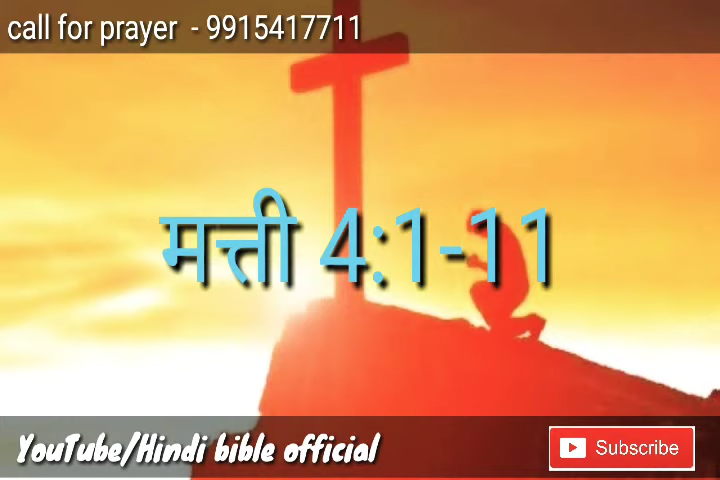 call for prayer - 9915417711
मत्ती 4:1-11
YouTube/Hindi bible official
Subscribe